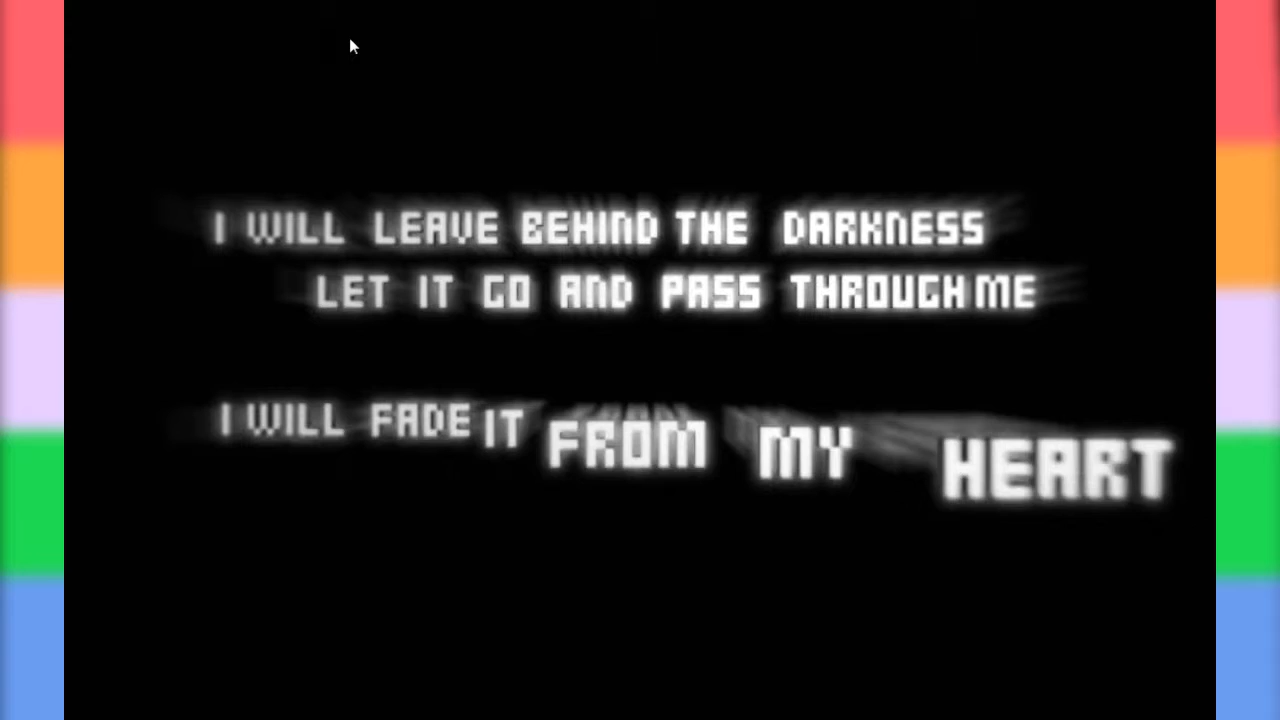 I WILL LEAVE BEHIND THE DARKNESS
LET IT GO AND PASS THROUGH ME
I WILL FADE IT FROM MY HEART